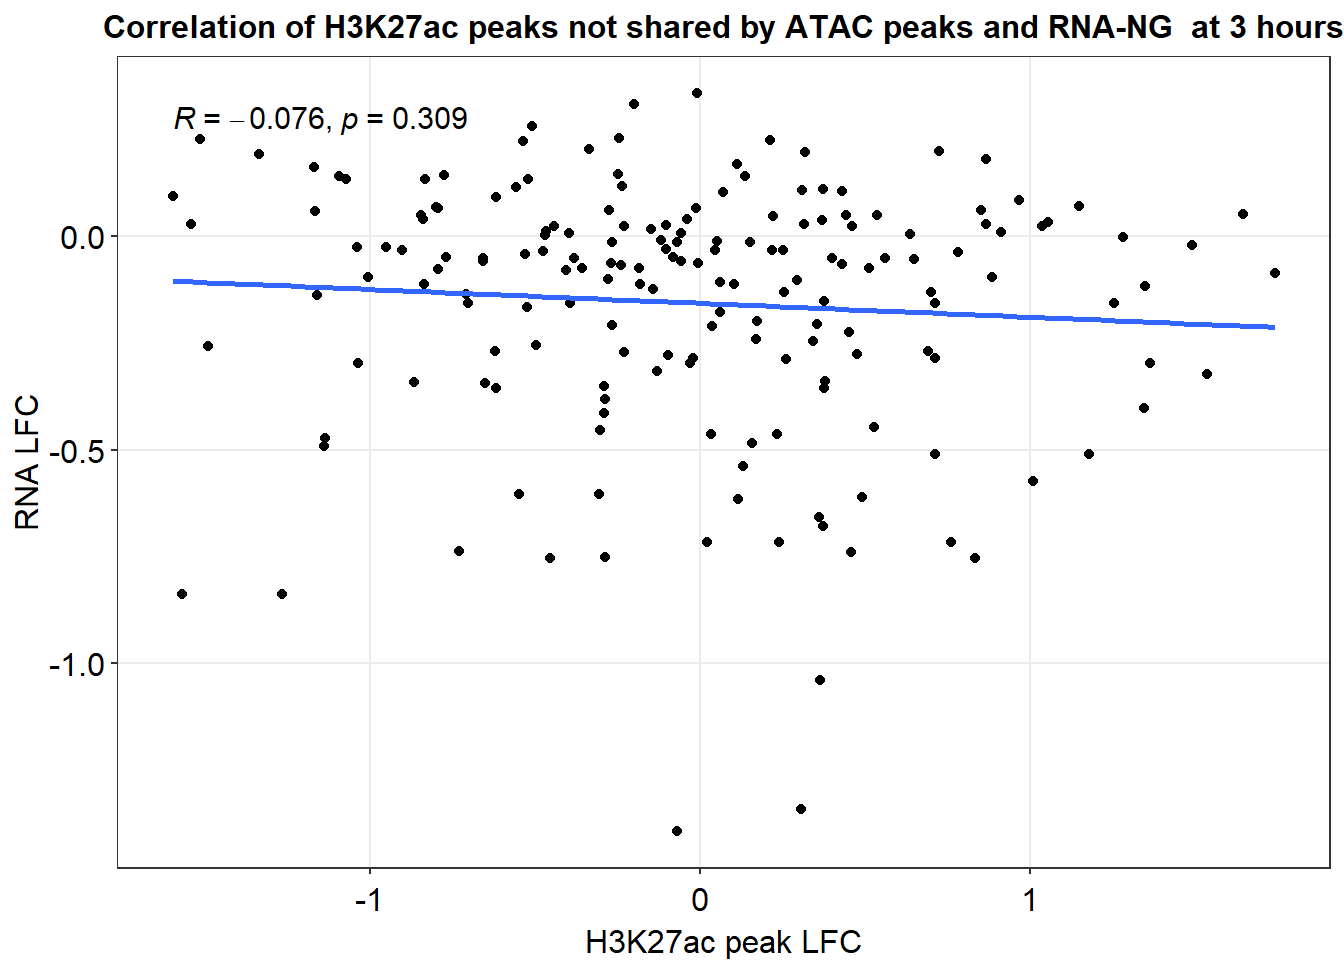 Correlation of H3K27ac peaks not shared by ATAC peaks and RNA-NG  at 3 hours
R = −0.076, p = 0.309
0.0
-0.5
-1.0
RNA LFC
-1
0
1
H3K27ac peak LFC